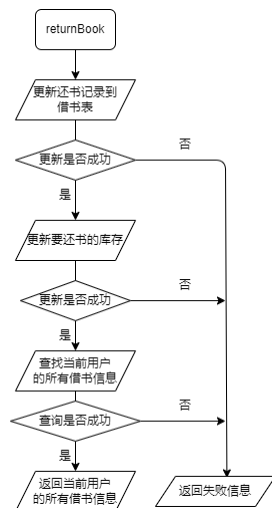 returnBook
更新还书记录到
借书表
更新是否成功
否
是
更新要还书的库存
更新是否成功
否
是
查找当前用户
的所有借书信息
查询是否成功
否
是
返回当前用户
的所有借书信息
返回失败信息